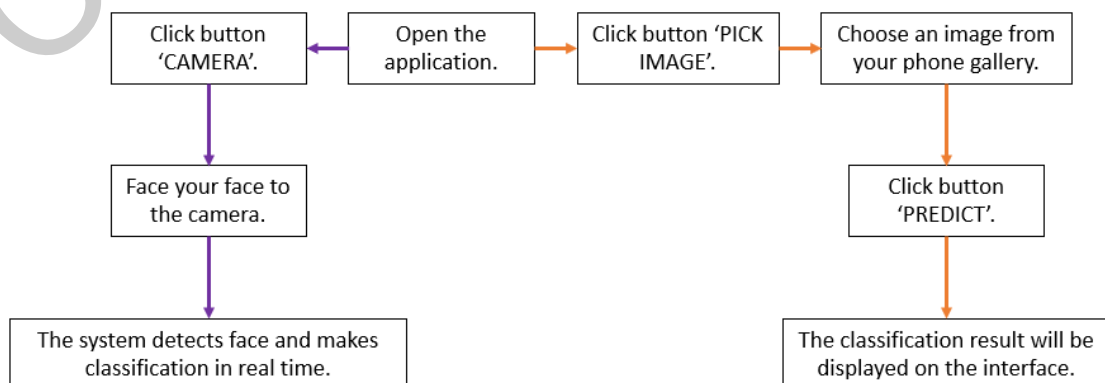 Click button
‘CAMERA’.
Open the
application.
Click button ‘PICK
IMAGE’.
Choose an image from
your phone gallery.
Face your face to
the camera.
Click button
‘PREDICT’.
The system detects face and makes
classification in real time.
The classification result will be
displayed on the interface.